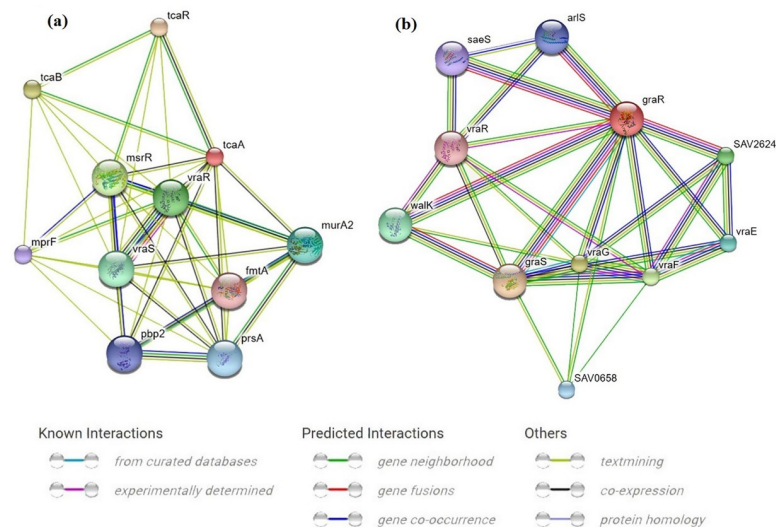 (a)
tcaR
tcaB
tcaA
msrR
vraR
murA2
mprF
vraS
fmtA
pbp2
prsA
(b)
arlS
saeS
graR
vraR
SAV2624
walK
vraE
vraG
graS
vraF
SAV0658
Known Interactions
from curated databases
experimentally determined
Predicted Interactions
gene neighborhood
gene fusions
gene co-occurrence
Others
textmining
co-expression
protein homology